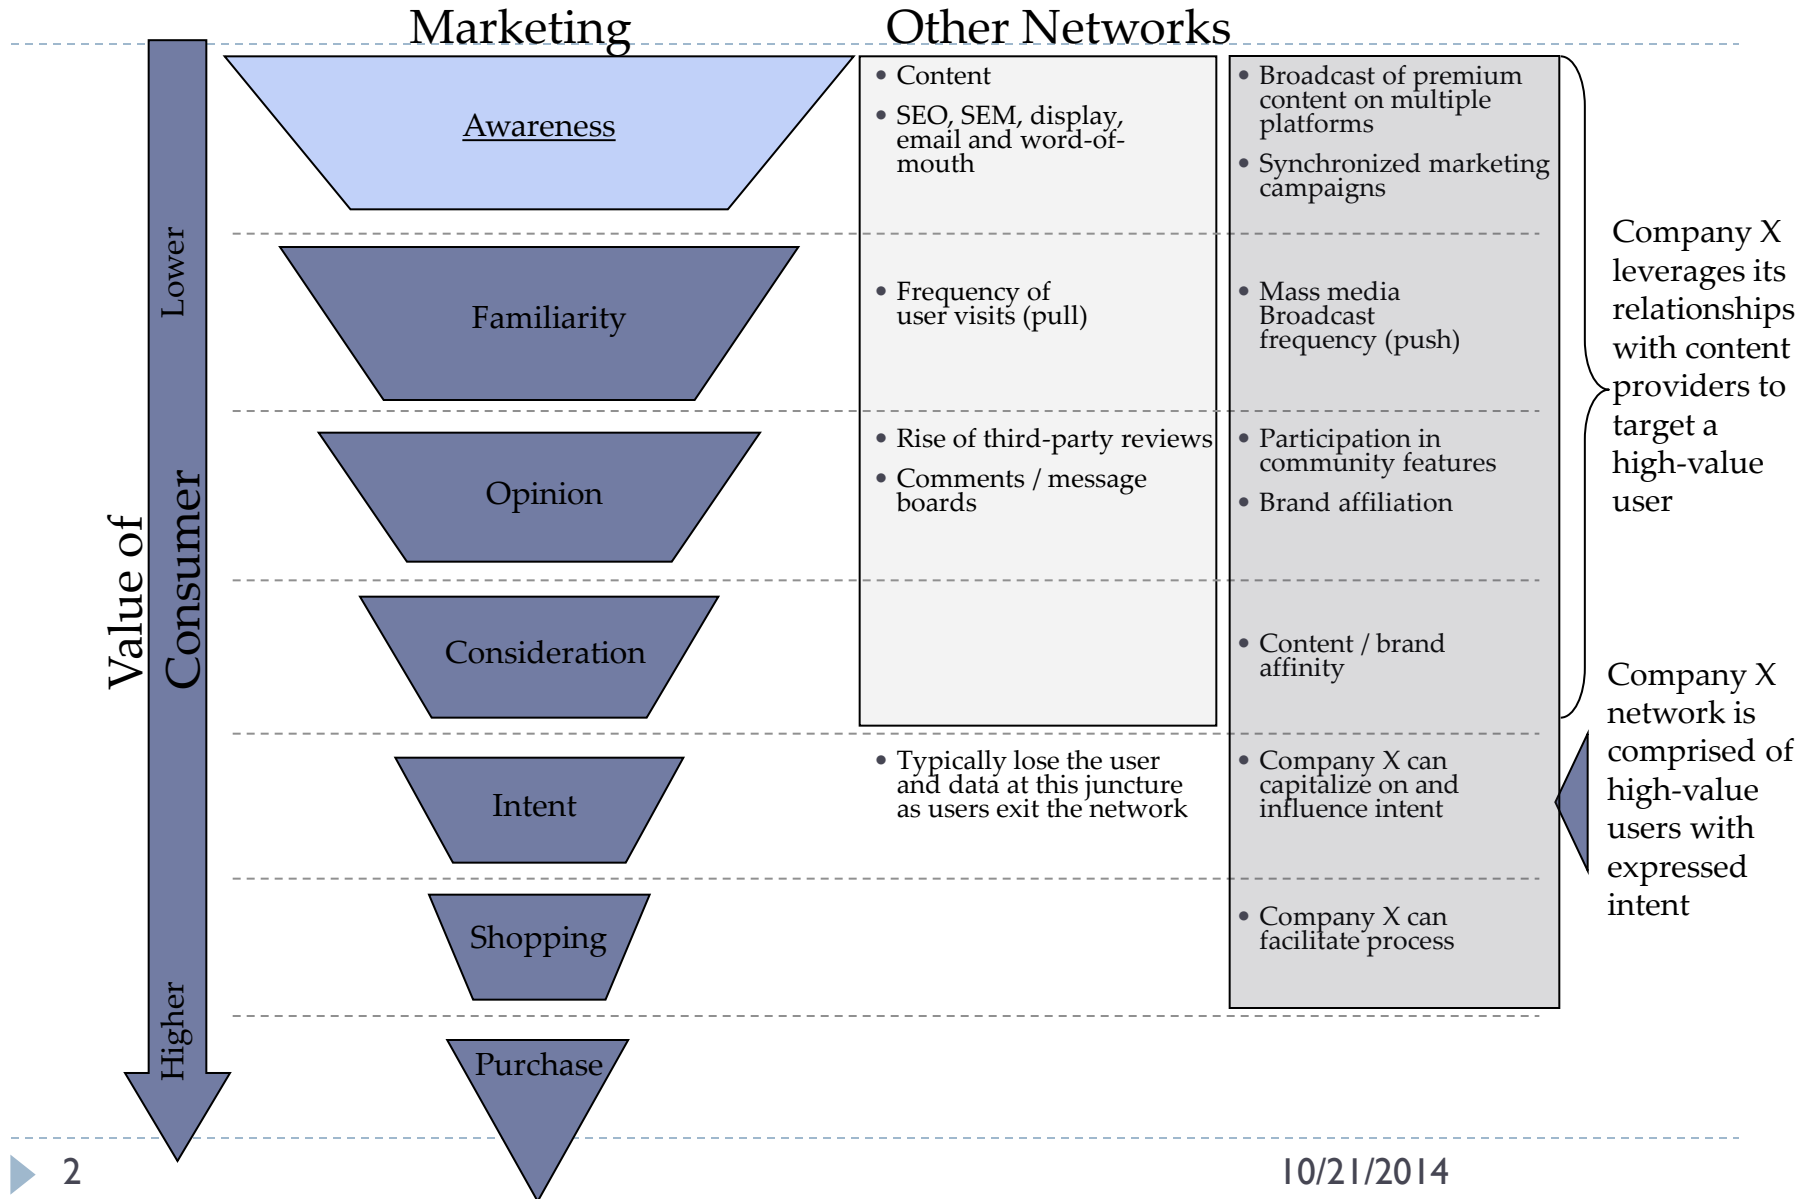 Marketing
Other Networks
Value of
Consumer
Lower
Higher
Awareness
• Content
• SEO, SEM, display,
email and word-of-
mouth
• Broadcast of premium
content on multiple
platforms
• Synchronized marketing
campaigns
Familiarity
• Frequency of
user visits (pull)
• Mass media
Broadcast
frequency (push)
Opinion
• Rise of third-party reviews
• Comments / message
boards
• Participation in
community features
• Brand affiliation
Consideration
• Content / brand
affinity
Company X
leverages its
relationships
with content
providers to
target a
high-value
user
Intent
• Typically lose the user
and data at this juncture
as users exit the network
• Company X can
capitalize on and
influence intent
Company X
network is
comprised of
high-value
users with
expressed
intent
Shopping
• Company X can
facilitate process
Purchase
2
10/21/2014